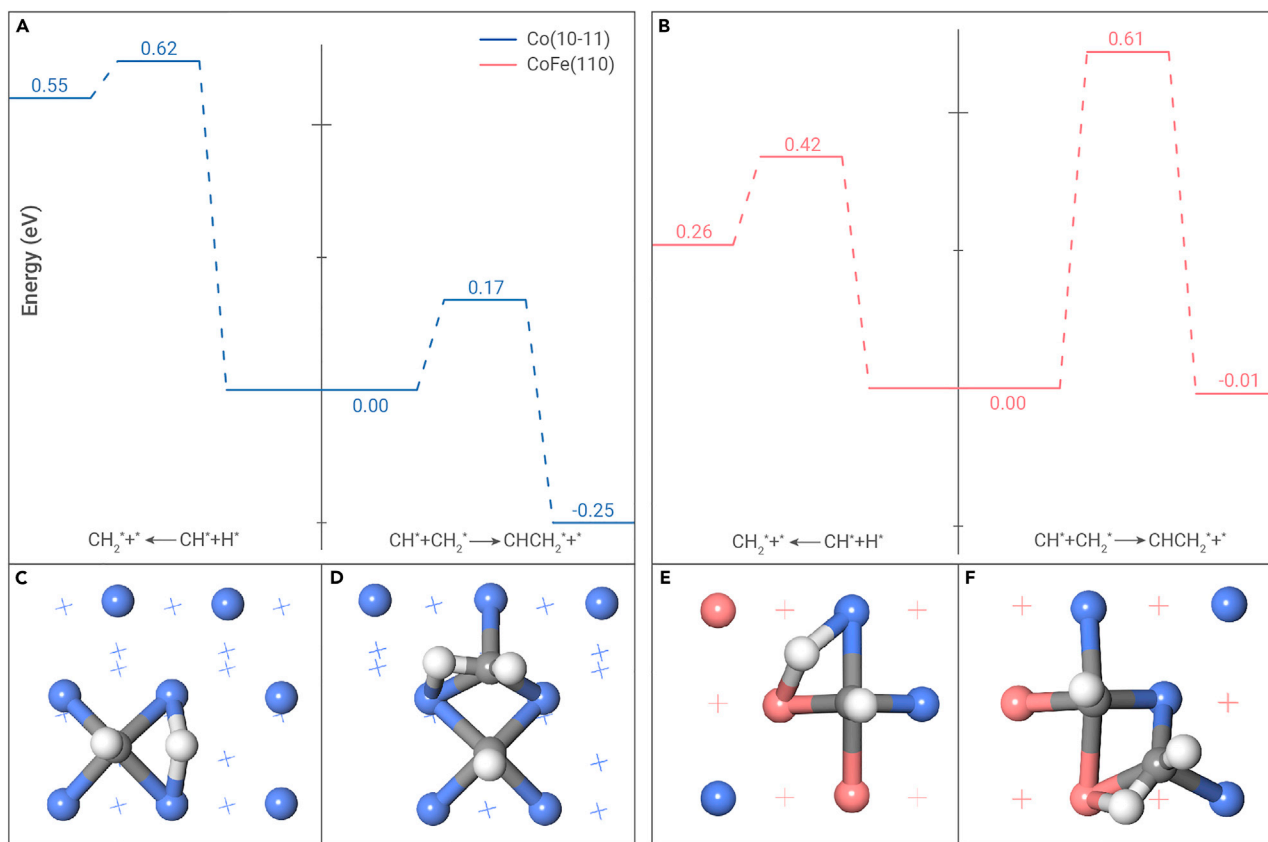 A
Co(10-11)
CoFe(110)
0.62
0.55
0.17
0.00
-0.25
Energy (eV)
CH₂*+* ← CH*+H*
CH*+CH₂* → CHCH₂*+*
B
0.61
0.42
0.26
0.00
-0.01
CH₂*+* ← CH*+H*
CH*+CH₂* → CHCH₂*+*
C
D
E
F